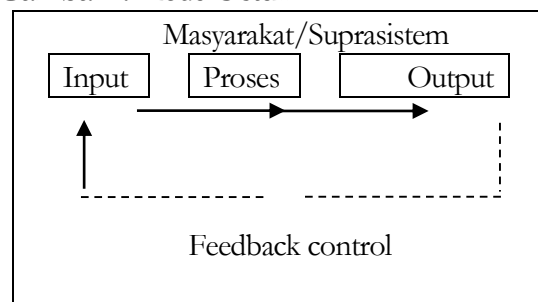 Masyarakat/Suprasistem
Input Proses Output
Feedback control